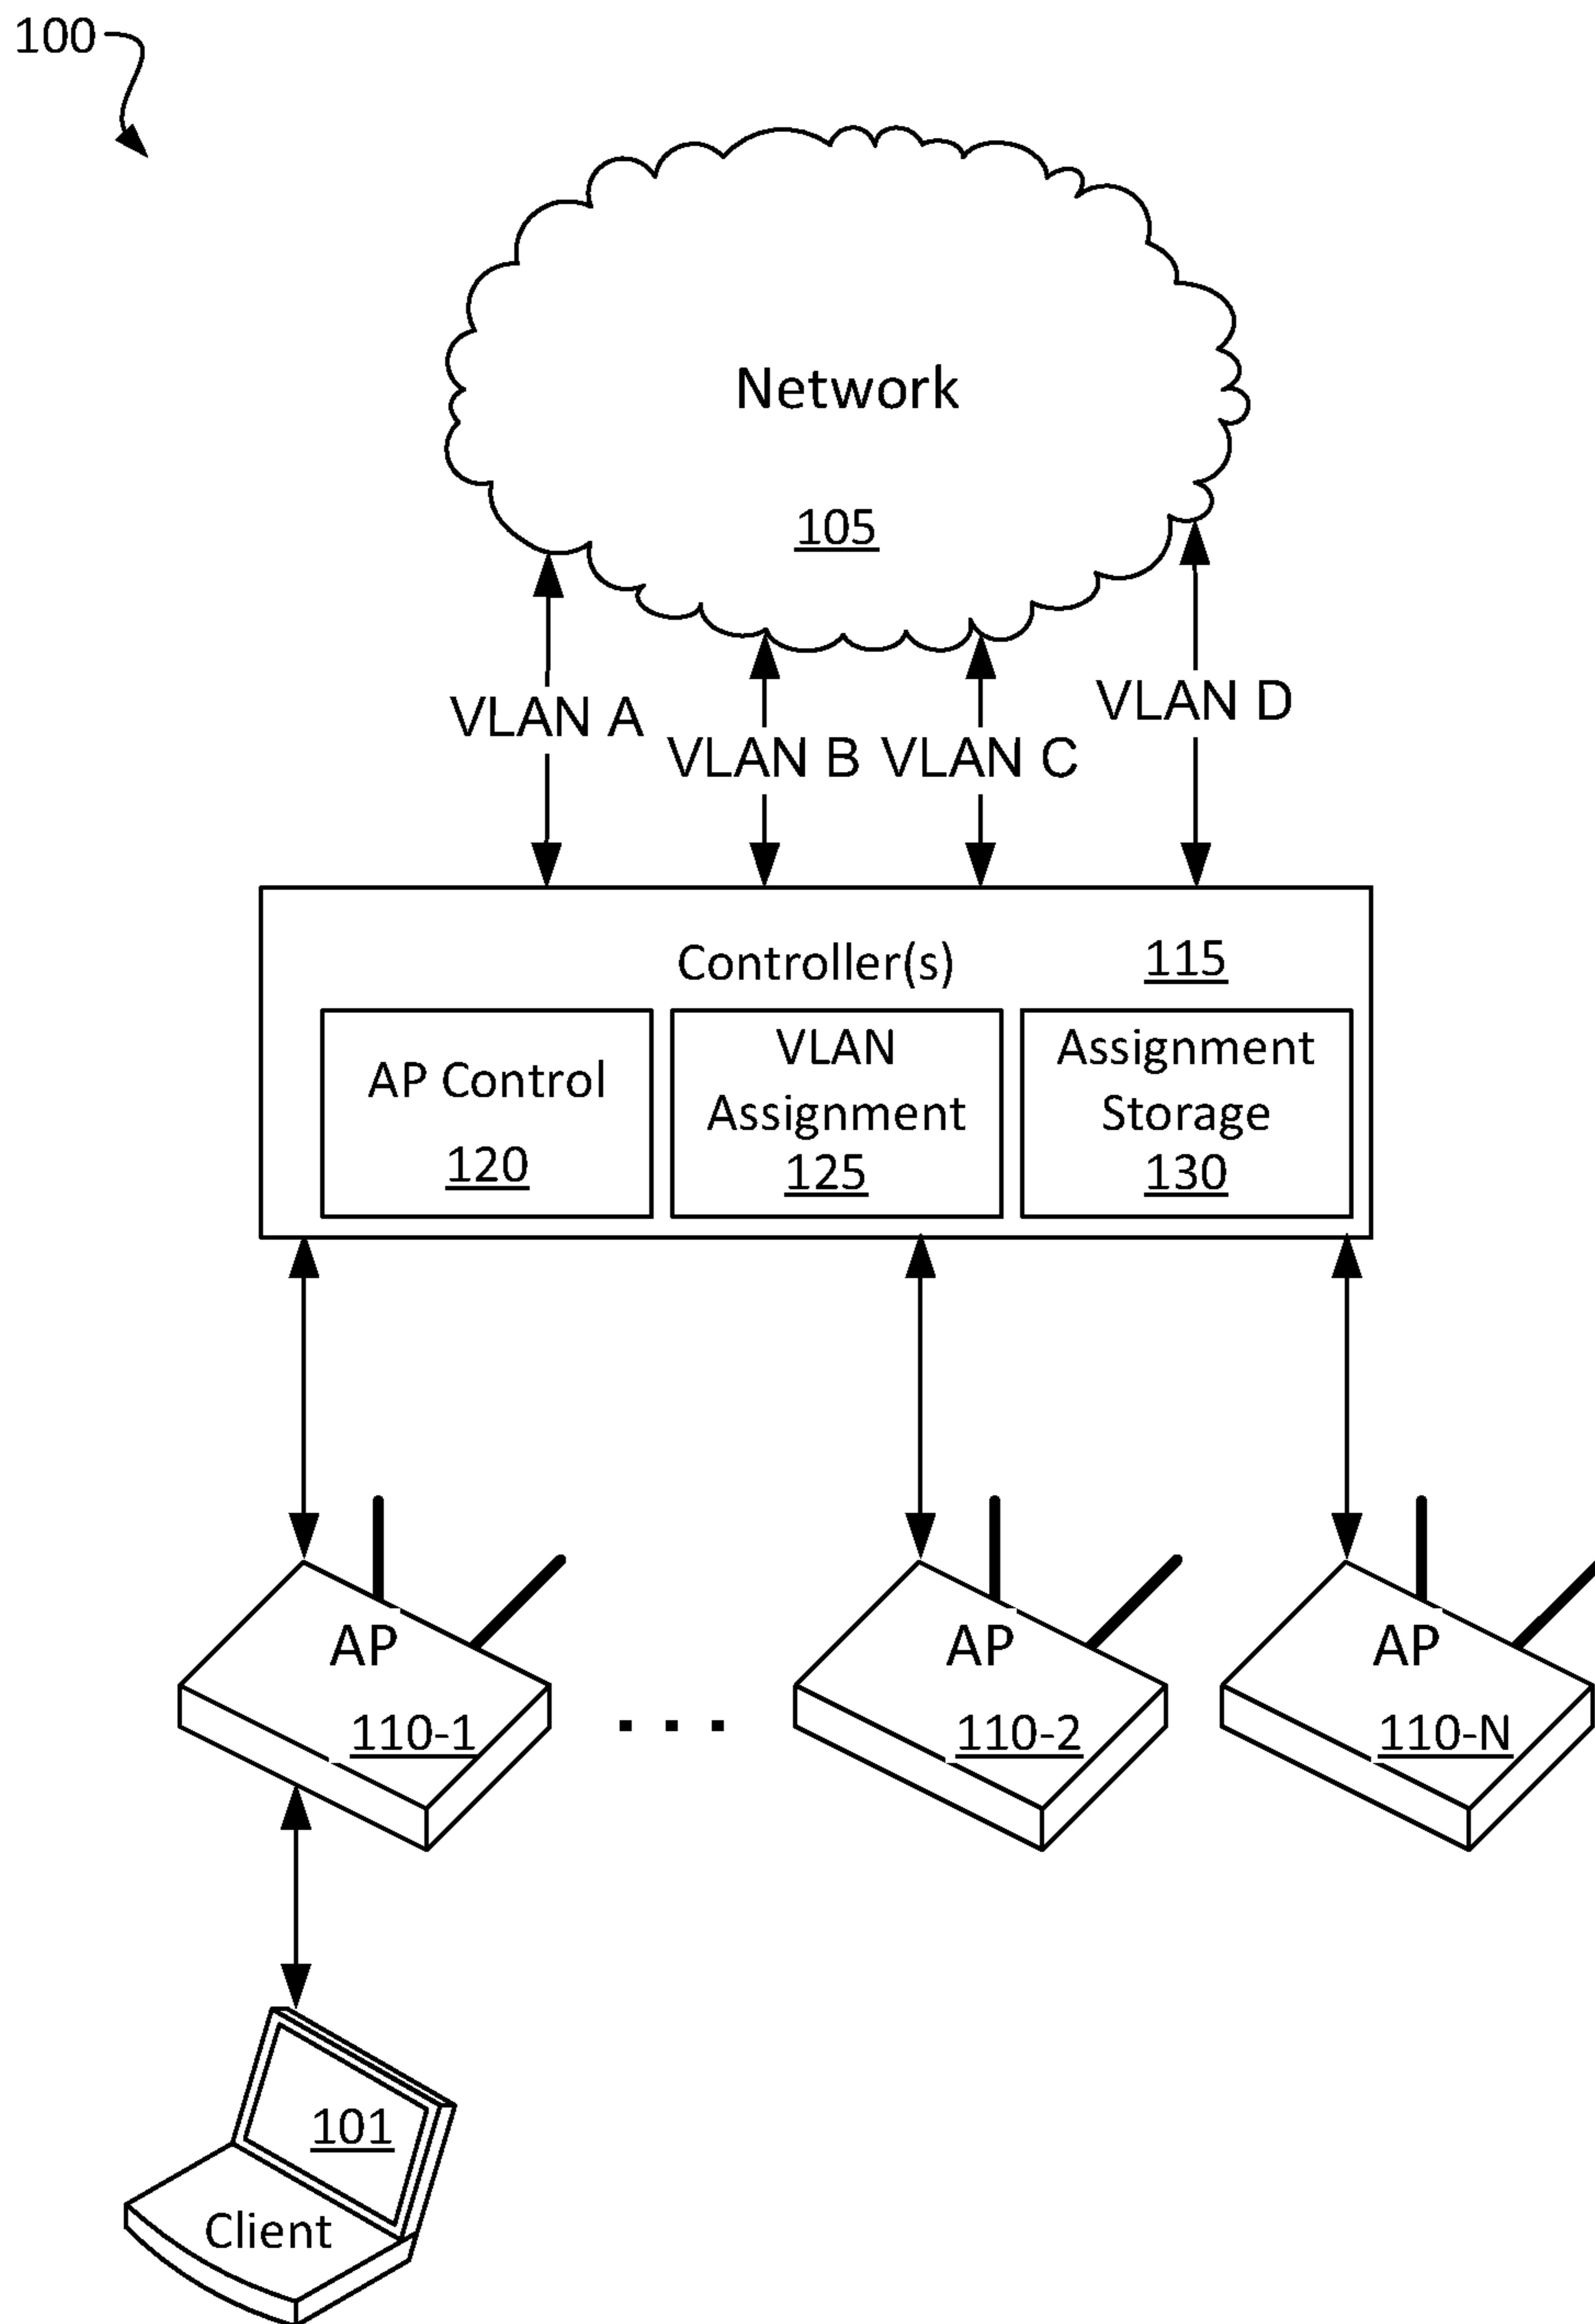 100
Network
105
VLAN A
VLAN B
VLAN C
VLAN D
Controller(s)
115
AP Control
120
VLAN
Assignment
125
Assignment
Storage
130
AP
110-1
. . .
AP
110-2
AP
110-N
101
Client